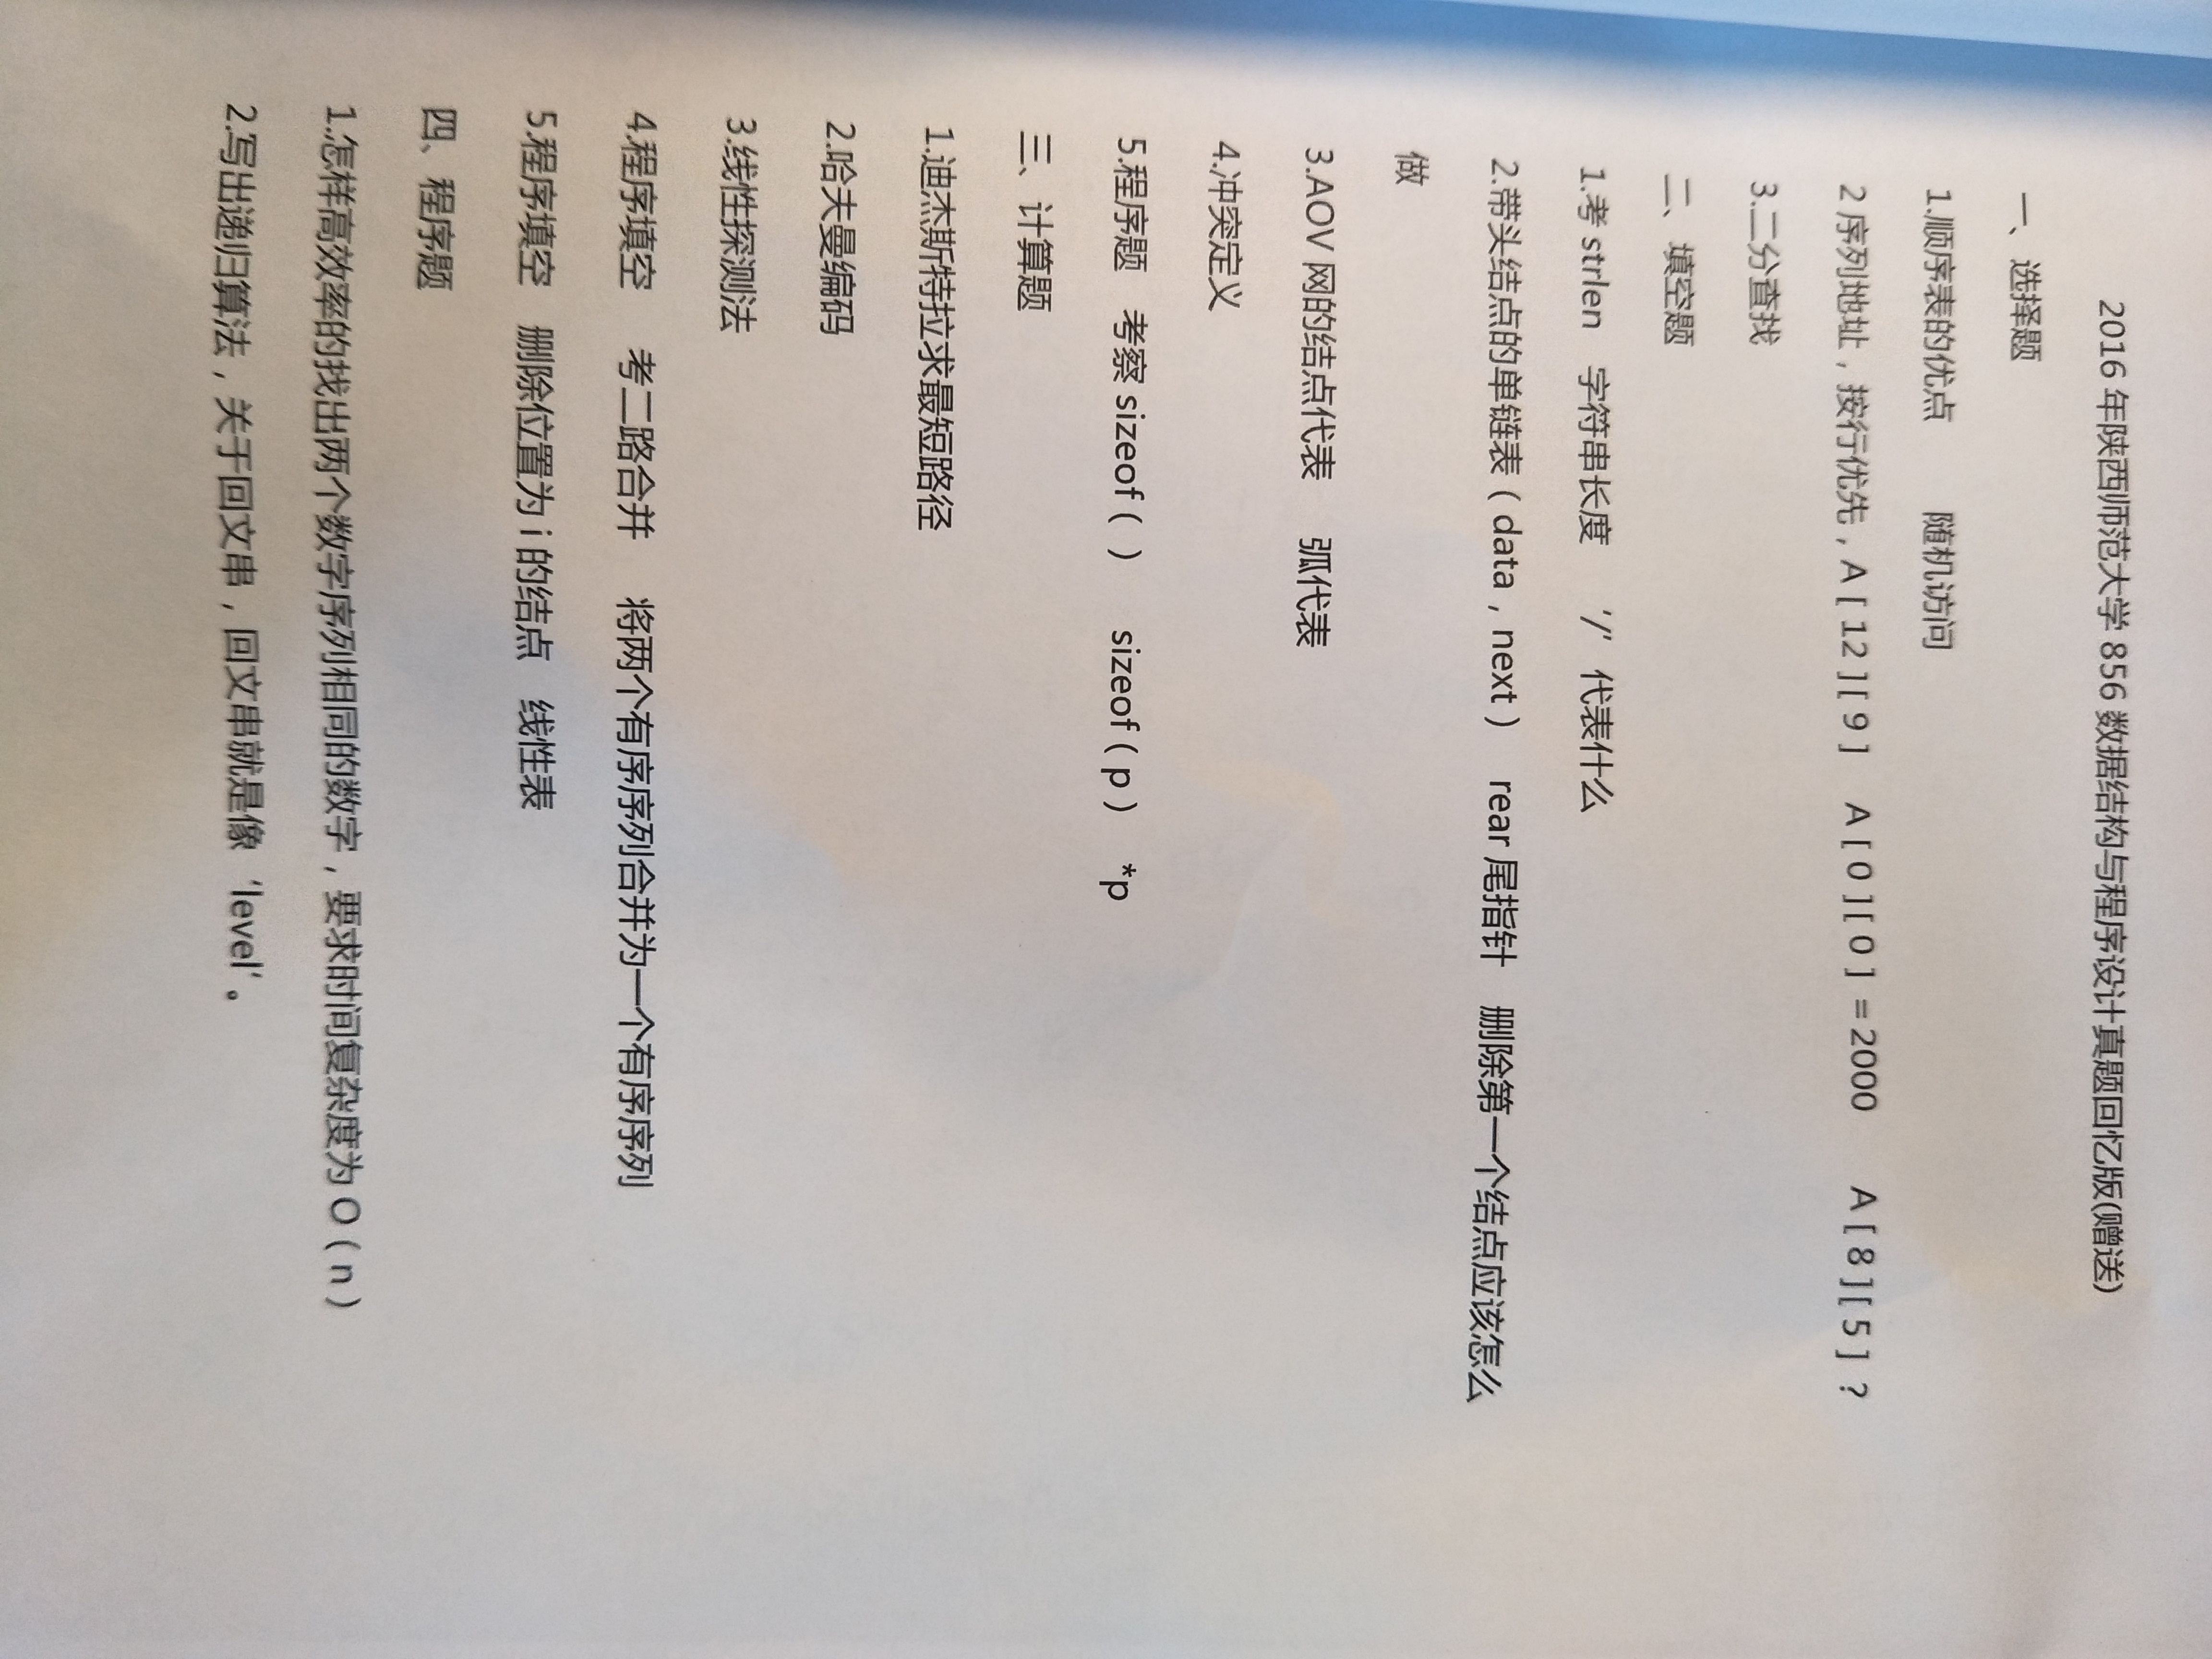 2016 年陕西师范大学 856 数据结构与程序设计真题回忆版(赠送)
一、选择题
1.顺序表的优点 随机访问
2 序列地址，按行优先，A [ 12 ][ 9 ] A [ 0 ][ 0 ] =2000 A [ 8 ][ 5 ] ?
3.二分查找
二、填空题
1.考 strlen 字符串长度 ‘/’ 代表什么
2.带头结点的单链表（data，next） rear 尾指针 删除第一个结点应该怎么
做
3.AOV 网的结点代表 弧代表
4.冲突定义
5.程序题 考察 sizeof（ ） sizeof（p） *p
三、计算题
1.迪杰斯特拉求最短路径
2.哈夫曼编码
3.线性探测法
4.程序填空 考二路合并 将两个有序序列合并为一个有序序列
5.程序填空 删除位置为 i 的结点 线性表
四、程序题
1.怎样高效率的找出两个数字序列相同的数字，要求时间复杂度为 O（n）
2.写出递归算法，关于回文串，回文串就是像‘level‘。